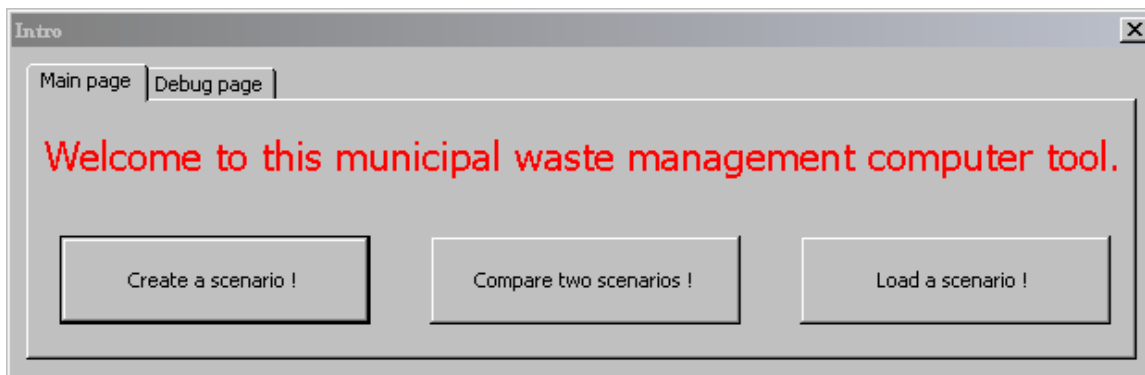 Intro
Main page Debug page
Welcome to this municipal waste management computer tool.
Create a scenario ! Compare two scenarios ! Load a scenario !